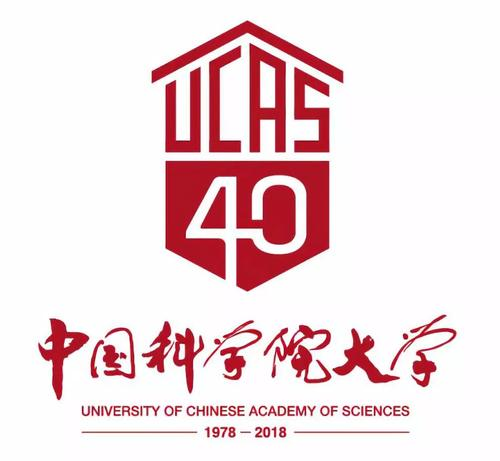 UCAS
40
中国科学院大学
UNIVERSITY OF CHINESE ACADEMY OF SCIENCES
1978 - 2018